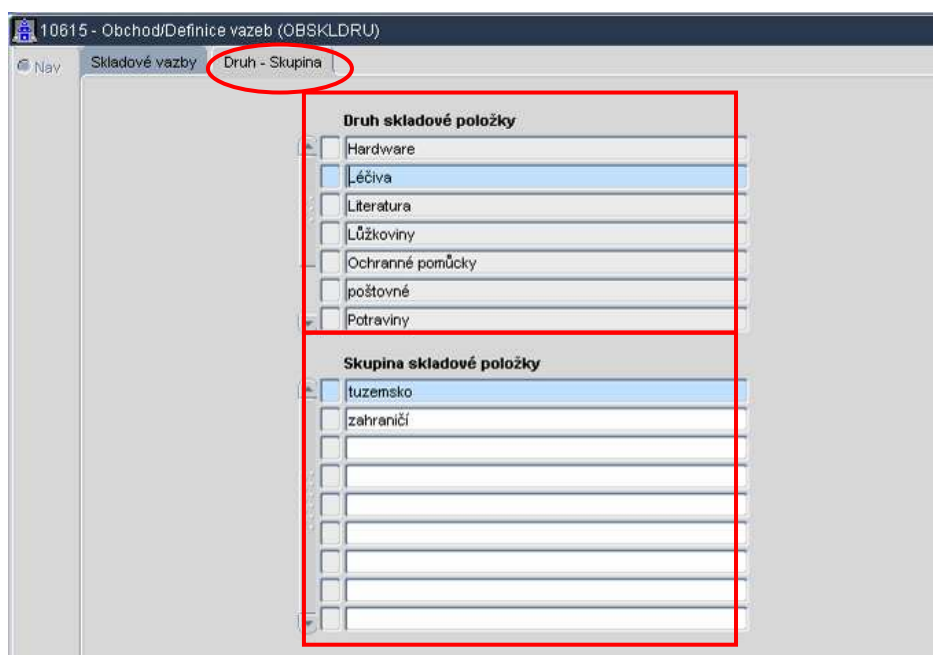 10615 - Obchod/Definice vazeb (OBSKLDRU)
Nav
Skladové vazby
Druh - Skupina
Druh skladové položky
Hardware
Léčiva
Literatura
Lůžkoviny
Ochranné pomůcky
poštovné
Potraviny
Skupina skladové položky
tuzemsko
zahraničí